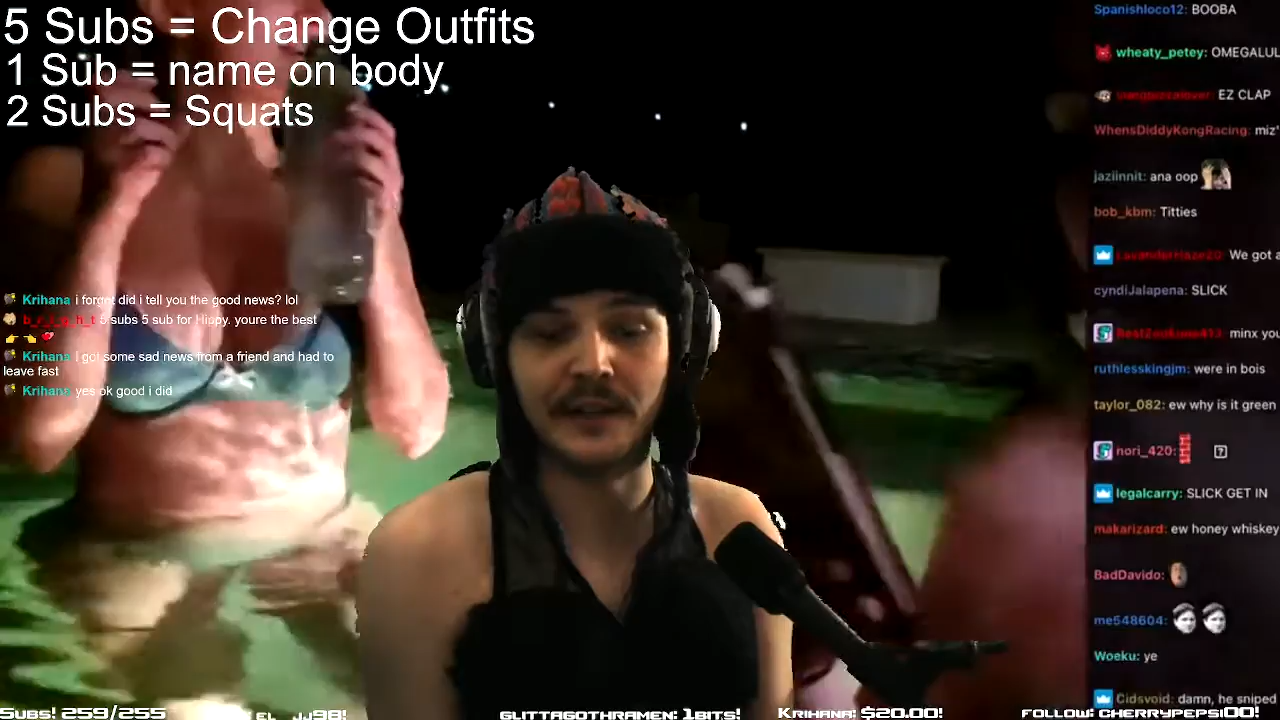 5 Subs = Change Outfits
1 Sub = name on body
2 Subs = Squats
Krihana i forgot did i tell you the good news? lol
b_r_i_g_h_t 5 subs 5 sub for Hippy. youre the best
Krihana I got some sad news from a friend and had to
leave fast
Krihana yes ok good i did
Spanishloco12: BOOBA
wheaty_petey: OMEGALUL
EZ CLAP
WhensDiddyKongRacing: miz'
jaziinnit: ana oop
bob_kbm: Titties
We got a
cyndiJalapena: SLICK
minx you
ruthlesskingjm: were in bois
taylor_082: ew why is it green
nori_420:
legalcarry: SLICK GET IN
makarizard: ew honey whiskey
BadDavido:
me548604:
Woeku: ye
Cidsvoid: damn, he sniped
Subs! 259/255
GLITTAGOTHRAMEN: 1BITS!
Krihana: $20.00!
FOLLOW: CHERRYPEPSI00!